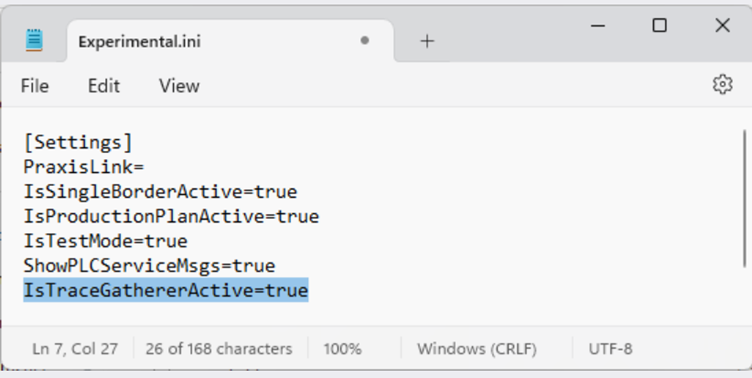 Experimental.ini
File Edit View
[Settings]
PraxisLink=
IsSingleBorderActive=true
IsProductionPlanActive=true
IsTestMode=true
ShowPLCServiceMsgs=true
IsTraceGathererActive=true
Ln 7, Col 27 26 of 168 characters 100% Windows (CRLF) UTF-8